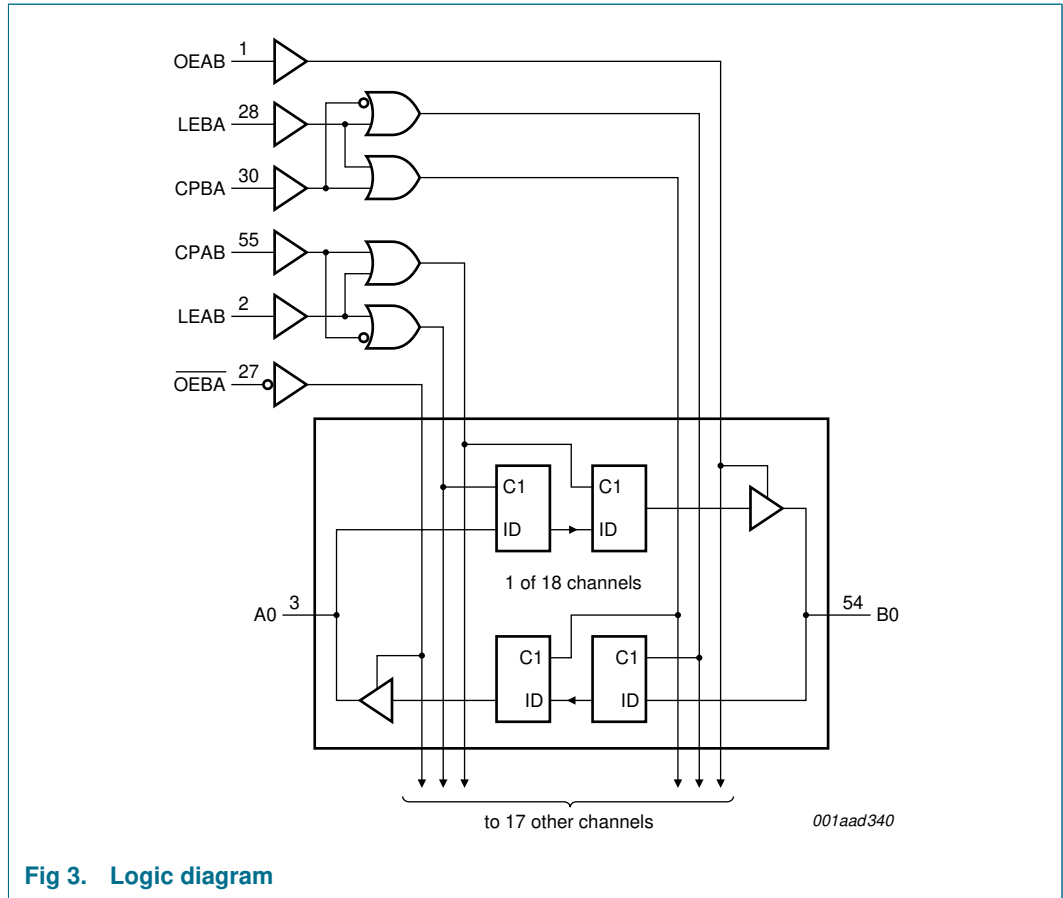 OEAB 1
LEBA 28
CPBA 30
CPAB 55
LEAB 2
OEBA 27
C1 C1
ID ID
1 of 18 channels
A0 3 54 B0
C1 C1
ID ID
to 17 other channels
001aad340
Fig 3. Logic diagram